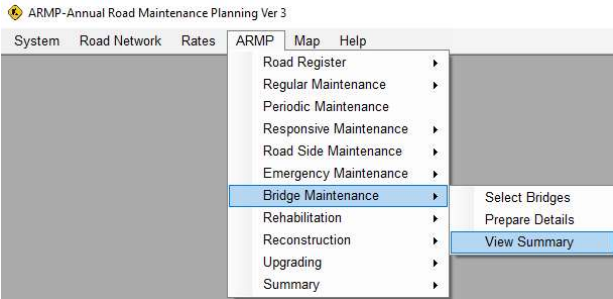 ARMP-Annual Road Maintenance Planning Ver 3
System Road Network Rates ARMP Map Help
Road Register
Regular Maintenance
Periodic Maintenance
Responsive Maintenance
Road Side Maintenance
Emergency Maintenance
Bridge Maintenance
Rehabilitation
Reconstruction
Upgrading
Summary
Select Bridges
Prepare Details
View Summary